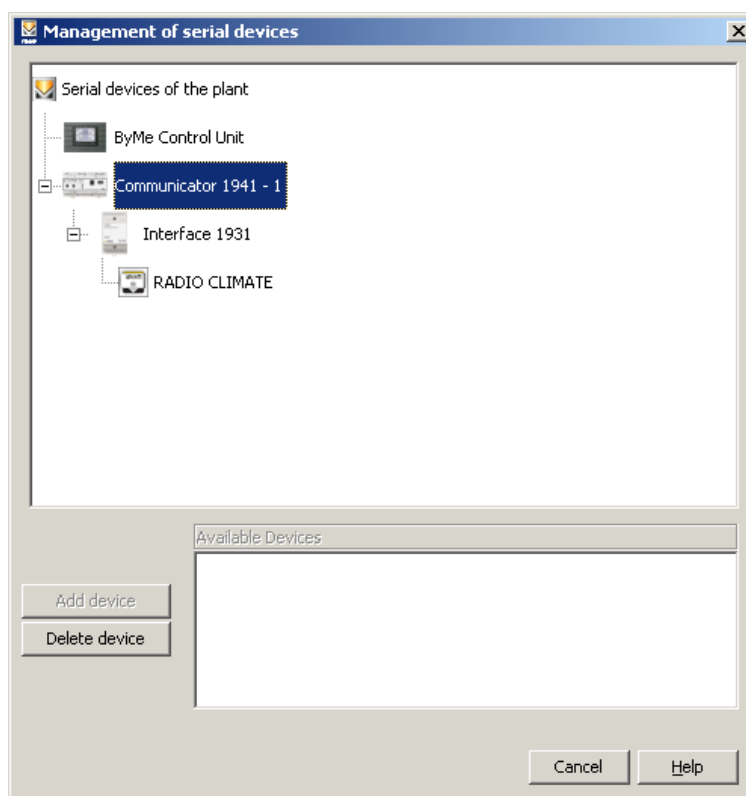 Management of serial devices
Serial devices of the plant
ByMe Control Unit
Communicator 1941 - 1
Interface 1931
RADIO CLIMATE
Available Devices
Add device
Delete device
Cancel
Help